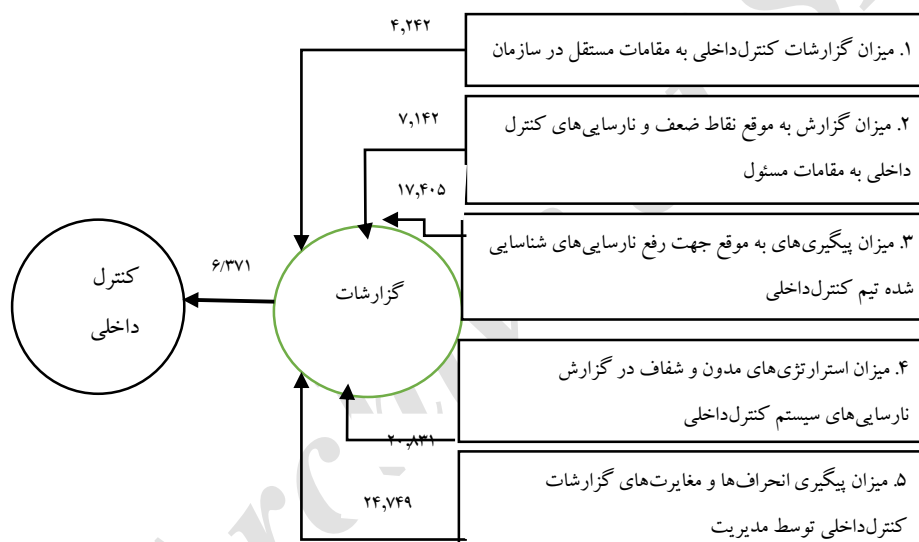 ۴,۲۴۲
۱. میزان گزارشات کنترل‌داخلی به مقامات مستقل در سازمان
۷,۱۴۲
۲. میزان گزارش به موقع نقاط ضعف و نارسایی‌های کنترل
داخلی به مقامات مسئول
۱۷,۴۰۵
۳. میزان پیگیری‌های به موقع جهت رفع نارسایی‌های شناسایی
شده تیم کنترل‌داخلی
۶/۳۷۱
گزارشات
کنترل
داخلی
۴. میزان استرارتژی‌های مدون و شفاف در گزارش
نارسایی‌های سیستم کنترل‌داخلی
۲۰,۸۳۱
۵. میزان پیگیری انحراف‌ها و مغایرت‌های گزارشات
کنترل‌داخلی توسط مدیریت
۲۴,۷۴۹